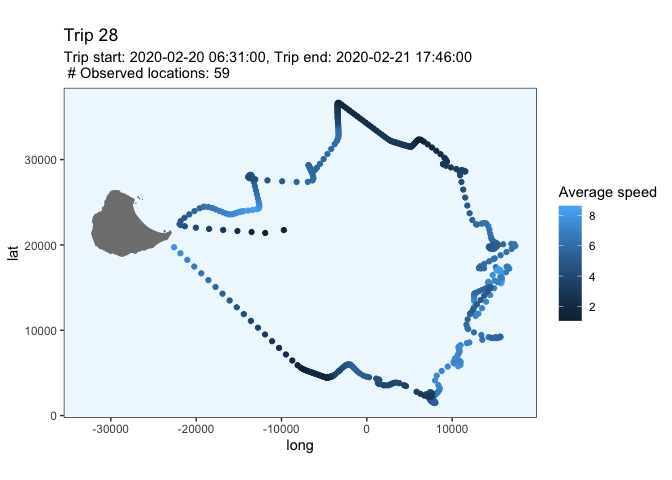 Trip 28
Trip start: 2020-02-20 06:31:00, Trip end: 2020-02-21 17:46:00
# Observed locations: 59
30000
20000
10000
0
lat
-30000
-20000
-10000
0
10000
long
Average speed
8
6
4
2